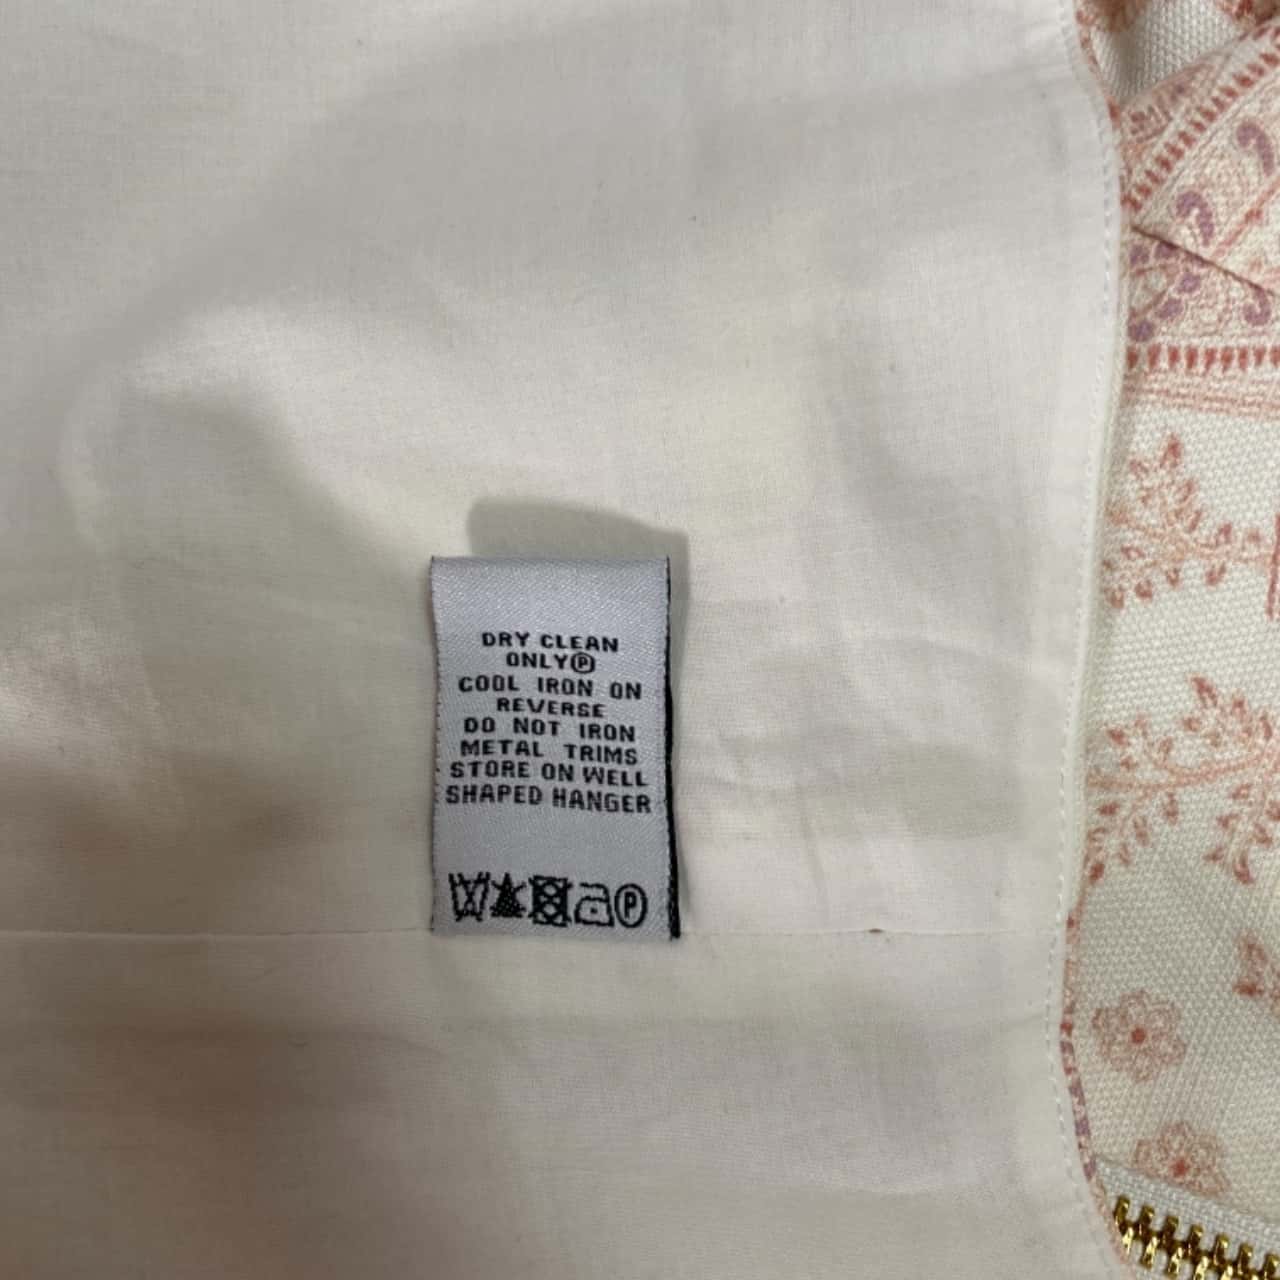 DRY CLEAN
ONLYⓅ
COOL IRON ON
REVERSE
DO NOT IRON
METAL TRIMS
STORE ON WELL
SHAPED HANGER
Ⓟ